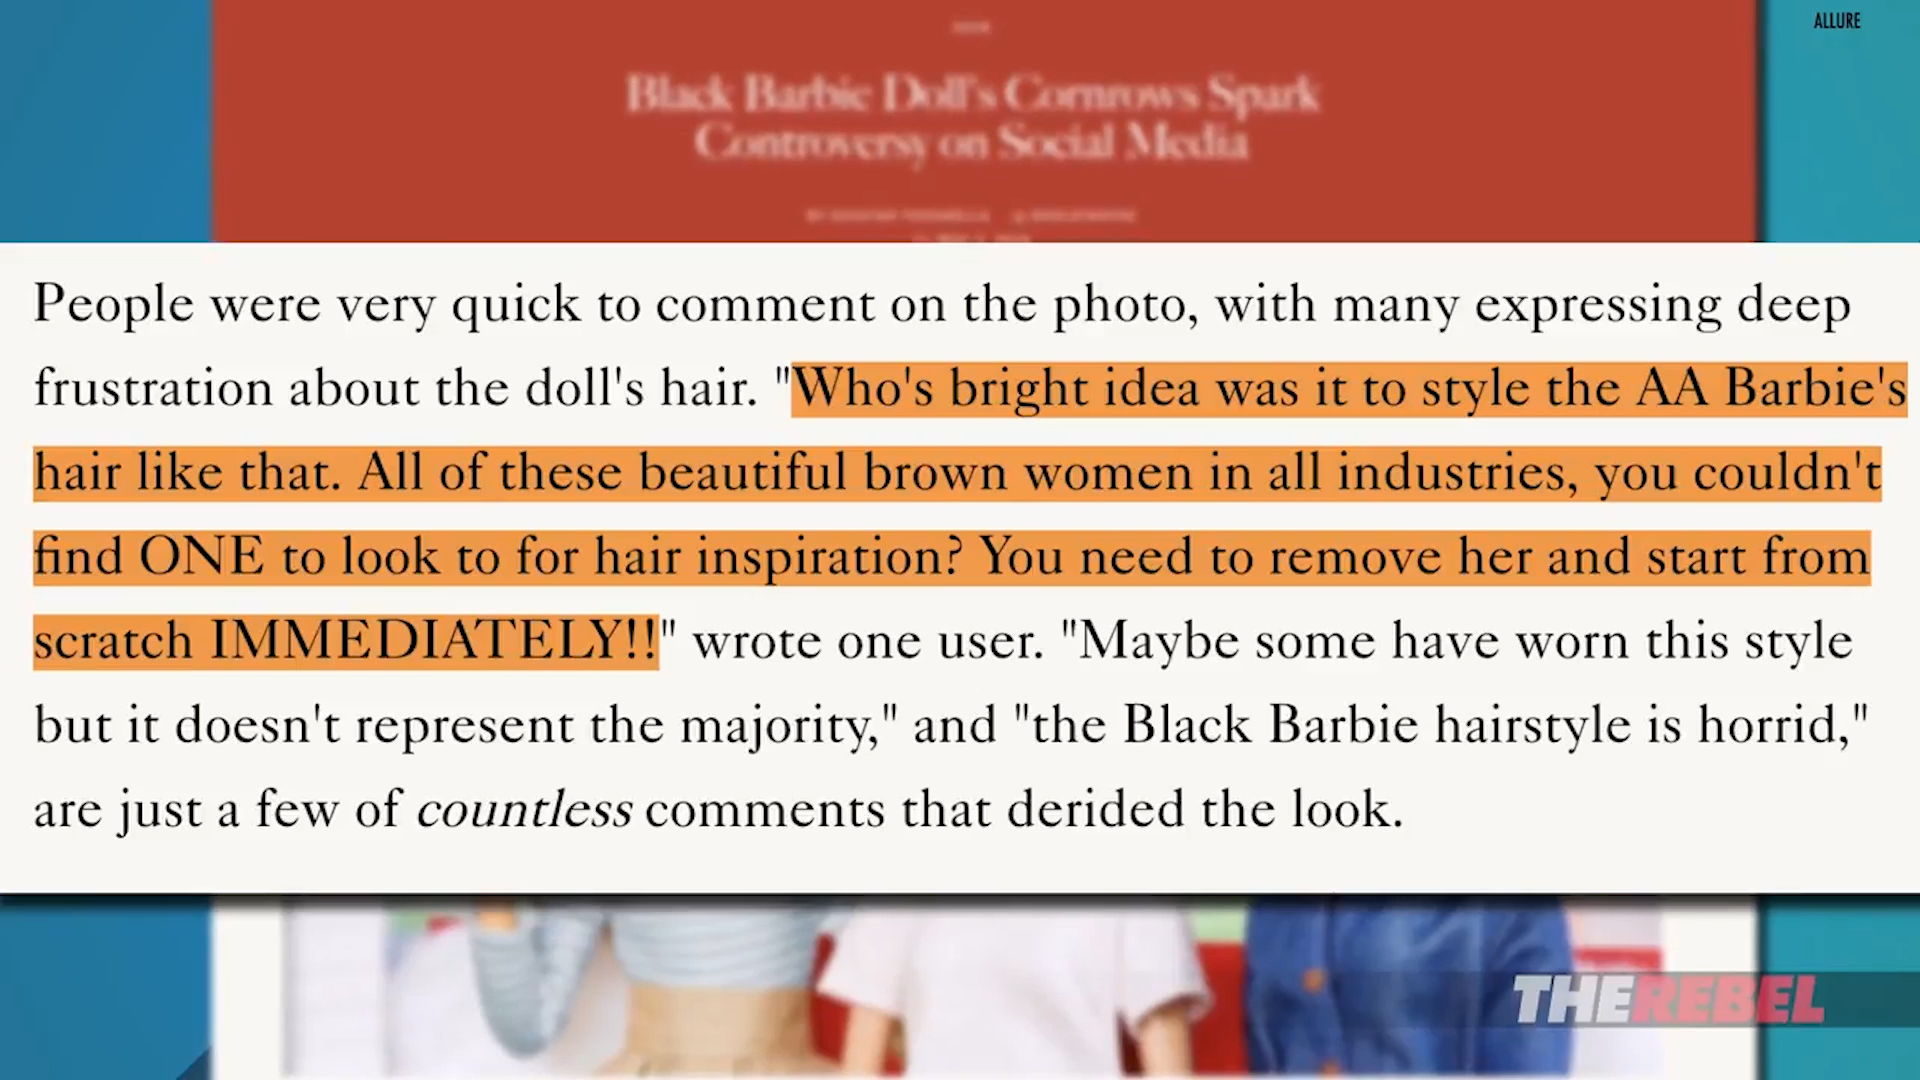 ALLURE
Black Barbie Doll's Cornrows Spark
Controversy on Social Media
People were very quick to comment on the photo, with many expressing deep
frustration about the doll's hair. "Who's bright idea was it to style the AA Barbie's
hair like that. All of these beautiful brown women in all industries, you couldn't
find ONE to look to for hair inspiration? You need to remove her and start from
scratch IMMEDIATELY!!" wrote one user. "Maybe some have worn this style
but it doesn't represent the majority," and "the Black Barbie hairstyle is horrid,"
are just a few of countless comments that derided the look.
THEREBEL